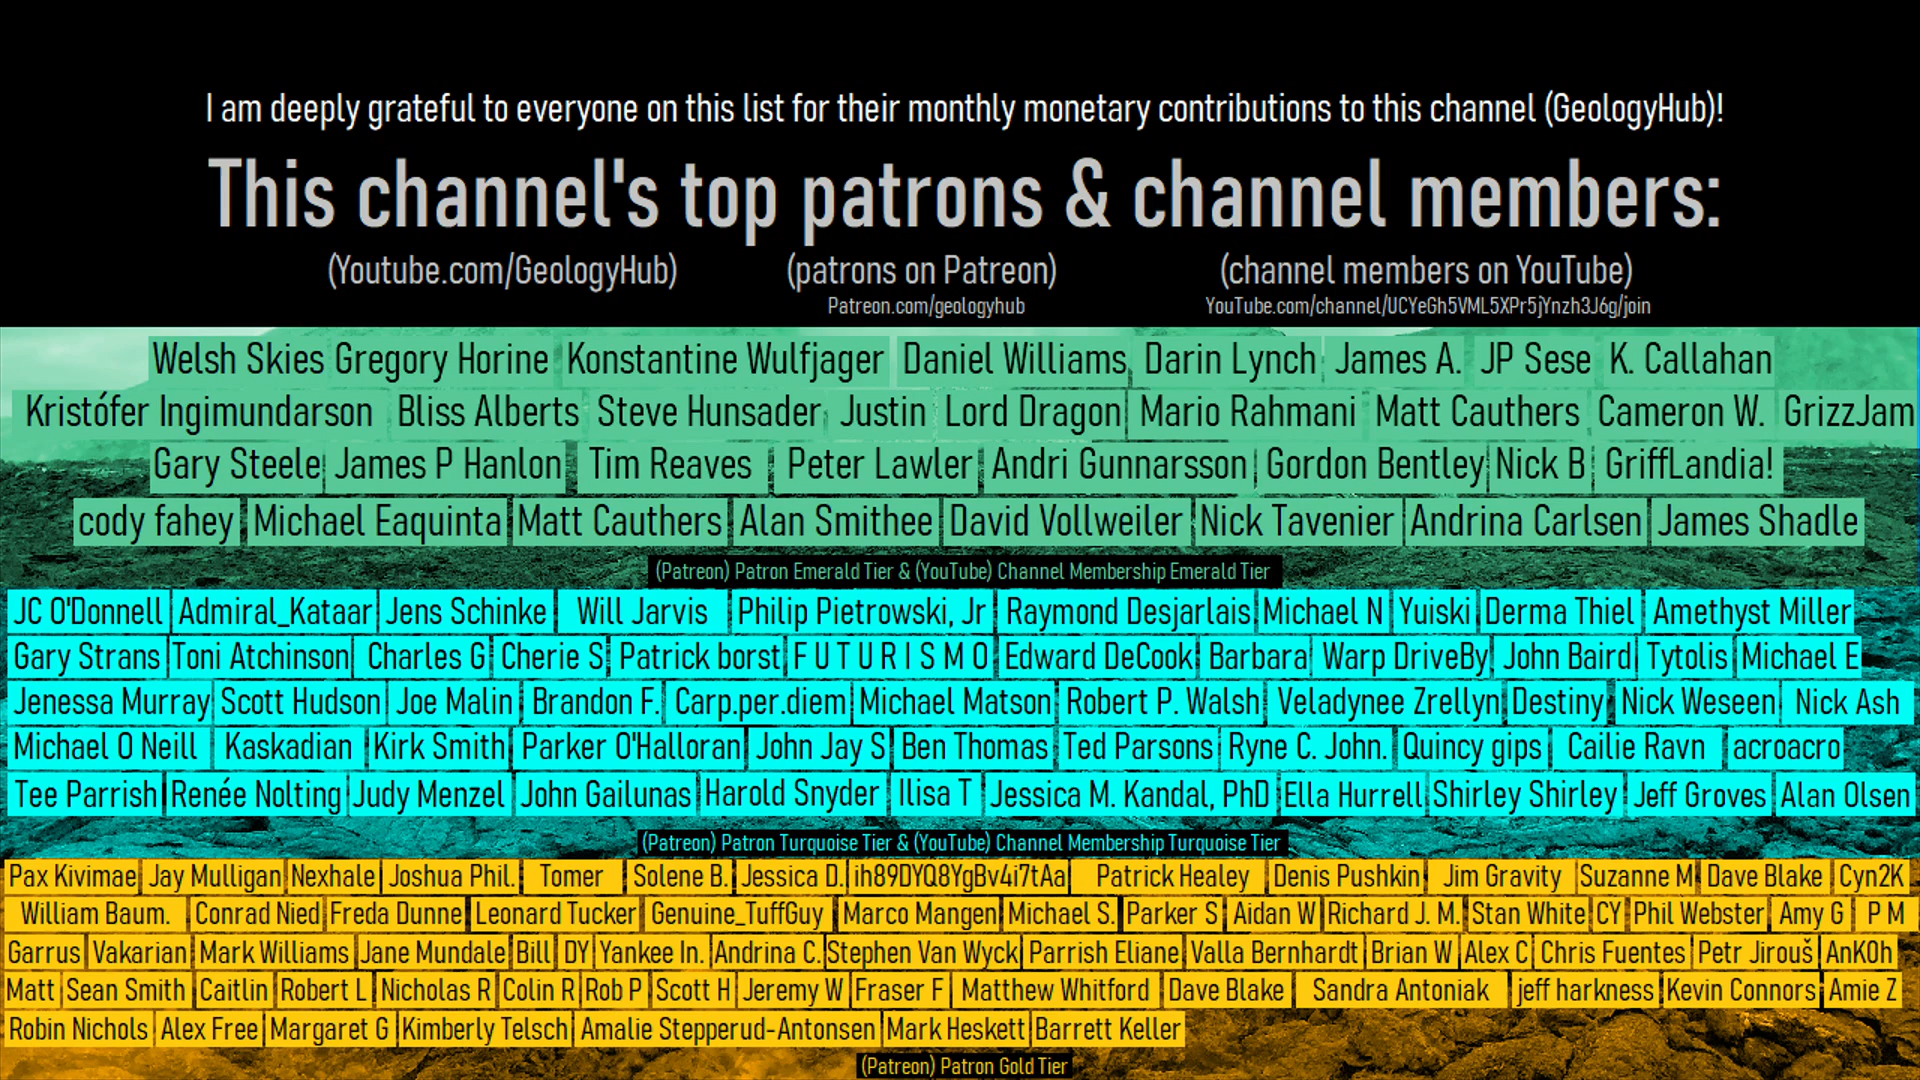 I am deeply grateful to everyone on this list for their monthly monetary contributions to this channel (GeologyHub)!
This channel's top patrons & channel members:
(Youtube.com/GeologyHub) (patrons on Patreon) (channel members on YouTube)
Patreon.com/geologyhub YouTube.com/channel/UCYeGh5VML5XPr5jYnzh3J6g/join
Welsh Skies Gregory Horine Konstantine Wulfjager Daniel Williams Darin Lynch James A. JP Sese K. Callahan
Kristófer Ingimundarson Bliss Alberts Steve Hunsader Justin Lord Dragon Mario Rahmani Matt Cauthers Cameron W. GrizzJam
Gary Steele James P Hanlon Tim Reaves Peter Lawler Andri Gunnarsson Gordon Bentley Nick B GriffLandia!
cody fahey Michael Eaquinta Matt Cauthers Alan Smithee David Vollweiler Nick Tavenier Andrina Carlsen James Shadle
(Patreon) Patron Emerald Tier & (YouTube) Channel Membership Emerald Tier
JC O'Donnell Admiral_Kataar Jens Schinke Will Jarvis Philip Pietrowski, Jr Raymond Desjarlais Michael N Yuiski Derma Thiel Amethyst Miller
Gary Strans Toni Atchinson Charles G Cherie S Patrick borst F U T U R I S M O Edward DeCook Barbara Warp DriveBy John Baird Tytolis Michael E
Jenessa Murray Scott Hudson Joe Malin Brandon F. Carp.per.diem Michael Matson Robert P. Walsh Veladynee Zrellyn Destiny Nick Weseen Nick Ash
Michael O Neill Kaskadian Kirk Smith Parker O'Halloran John Jay S Ben Thomas Ted Parsons Ryne C. John. Quincy gips Cailie Ravn acroacro
Tee Parrish Renée Nolting Judy Menzel John Gailunas Harold Snyder Ilisa T Jessica M. Kandal, PhD Ella Hurrell Shirley Shirley Jeff Groves Alan Olsen
(Patreon) Patron Turquoise Tier & (YouTube) Channel Membership Turquoise Tier
Pax Kivimae Jay Mulligan Nexhale Joshua Phil. Tomer Solene B. Jessica D. ih89DYQ8YgBv4i7tAa Patrick Healey Denis Pushkin Jim Gravity Suzanne M Dave Blake Cyn2K
William Baum. Conrad Nied Freda Dunne Leonard Tucker Genuine_TuffGuy Marco Mangen Michael S. Parker S Aidan W Richard J. M. Stan White CY Phil Webster Amy G P M
Garrus Vakarian Mark Williams Jane Mundale Bill DY Yankee In. Andrina C. Stephen Van Wyck Parrish Eliane Valla Bernhardt Brian W Alex C Chris Fuentes Petr Jirouš AnK0h
Matt Sean Smith Caitlin Robert L Nicholas R Colin R Rob P Scott H Jeremy W Fraser F Matthew Whitford Dave Blake Sandra Antoniak jeff harkness Kevin Connors Amie Z
Robin Nichols Alex Free Margaret G Kimberly Telsch Amalie Stepperud-Antonsen Mark Heskett Barrett Keller
(Patreon) Patron Gold Tier